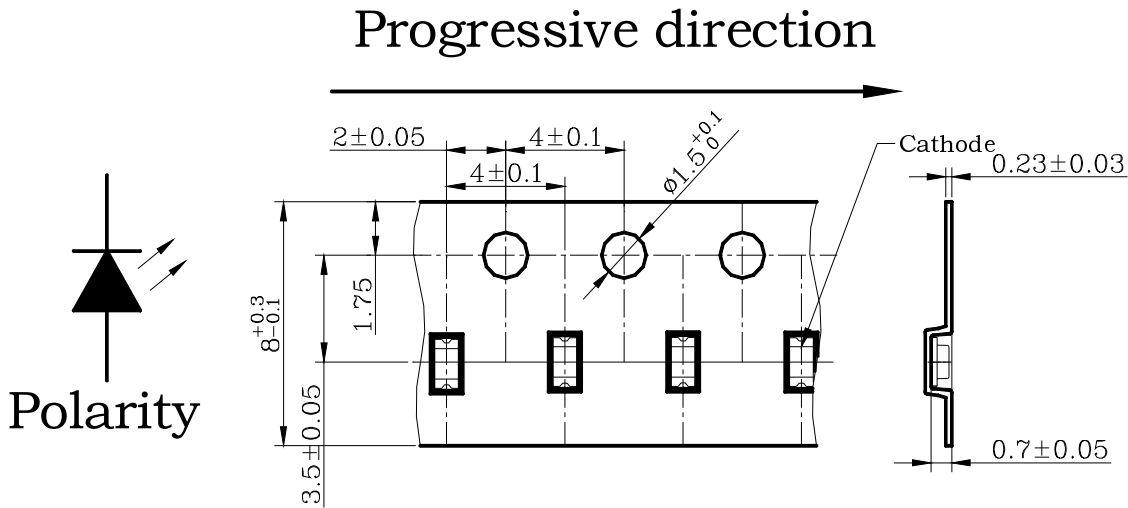 Progressive direction
2±0.05
4±0.1
4±0.1
ø1.5 +0.1 0
Cathode
0.23±0.03
8 +0.3 -0.1
1.75
3.5±0.05
Polarity
0.7±0.05